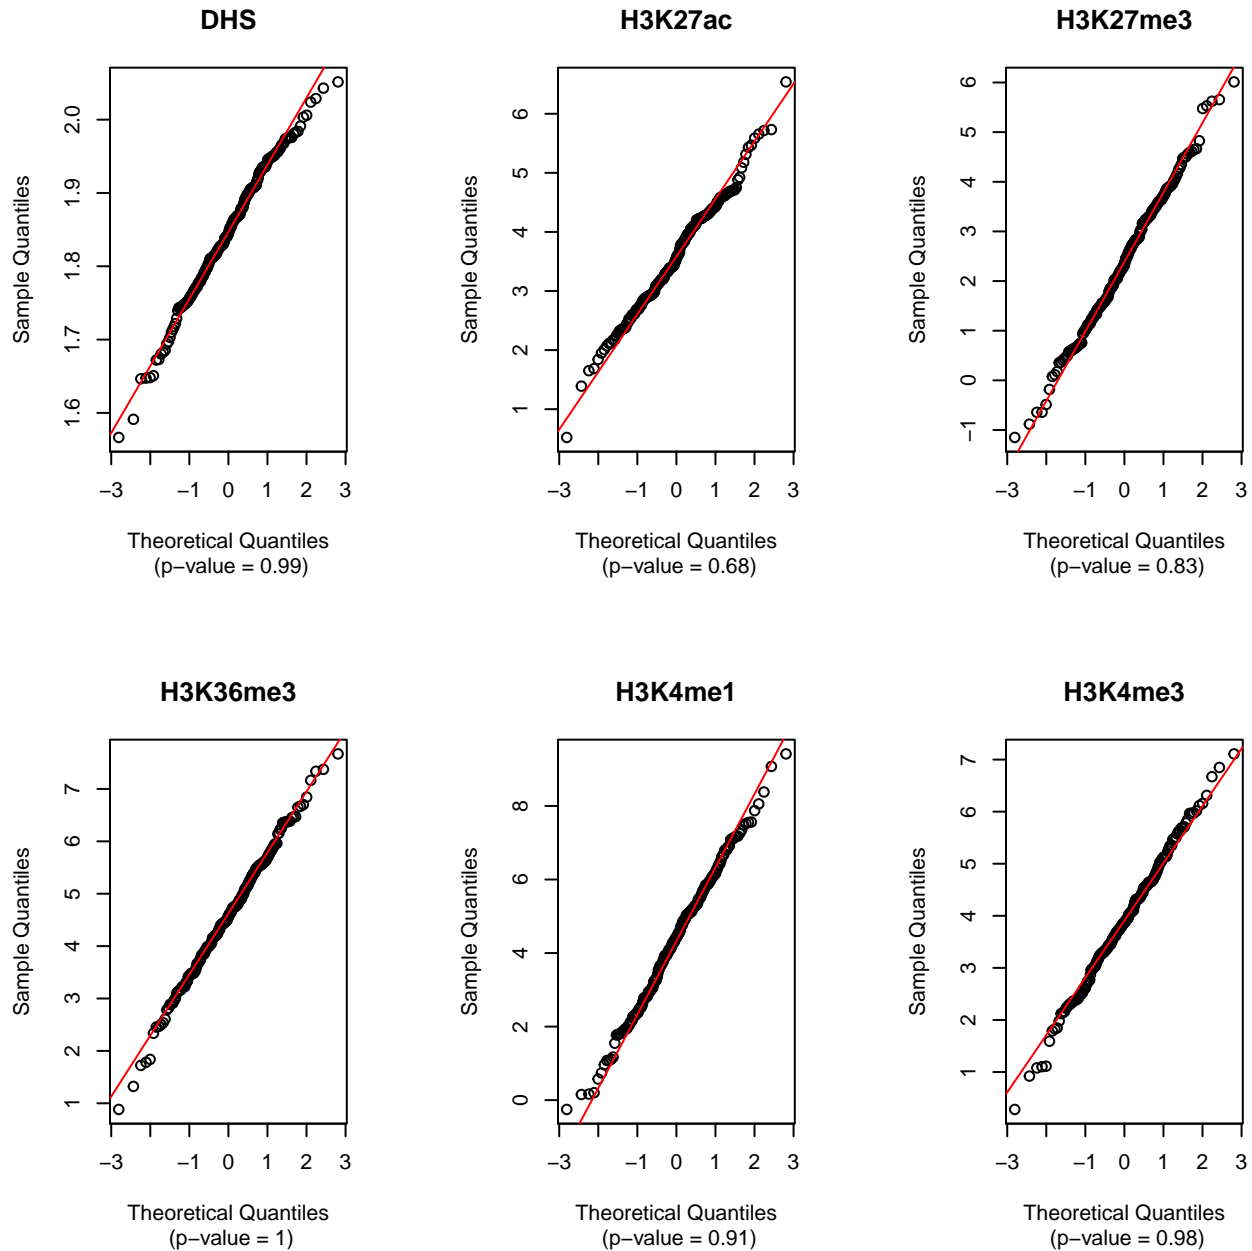 DHS
Sample Quantiles
2.0
1.9
1.8
1.7
1.6
−3 −1 0 1 2 3
Theoretical Quantiles
(p−value = 0.99)
H3K27ac
Sample Quantiles
6
5
4
3
2
1
−3 −1 0 1 2 3
Theoretical Quantiles
(p−value = 0.68)
H3K27me3
Sample Quantiles
6
5
4
3
2
1
0
−1
−3 −1 0 1 2 3
Theoretical Quantiles
(p−value = 0.83)
H3K36me3
Sample Quantiles
7
6
5
4
3
2
1
−3 −1 0 1 2 3
Theoretical Quantiles
(p−value = 1)
H3K4me1
Sample Quantiles
8
6
4
2
0
−3 −1 0 1 2 3
Theoretical Quantiles
(p−value = 0.91)
H3K4me3
Sample Quantiles
7
6
5
4
3
2
1
−3 −1 0 1 2 3
Theoretical Quantiles
(p−value = 0.98)